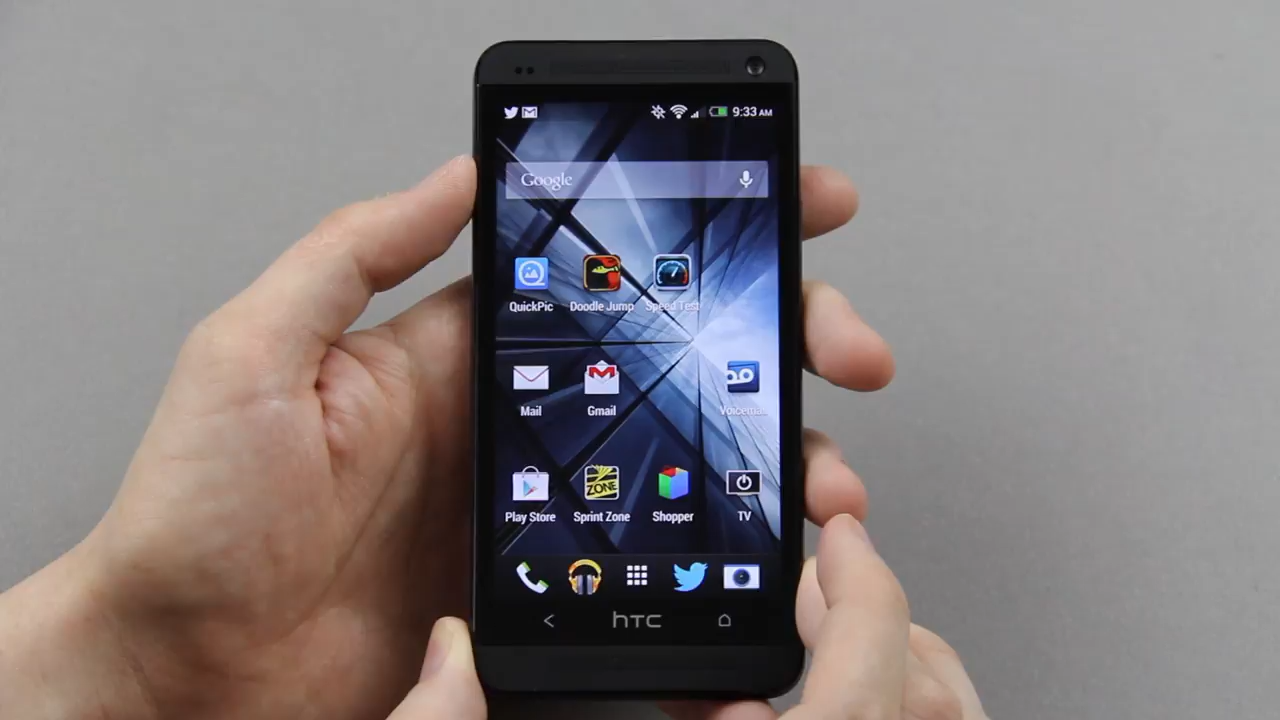 9:33 AM
Google
QuickPic Doodle Jump Speed Test
Mail Gmail Voicemail
ZONE
Play Store Sprint Zone Shopper TV
hTC